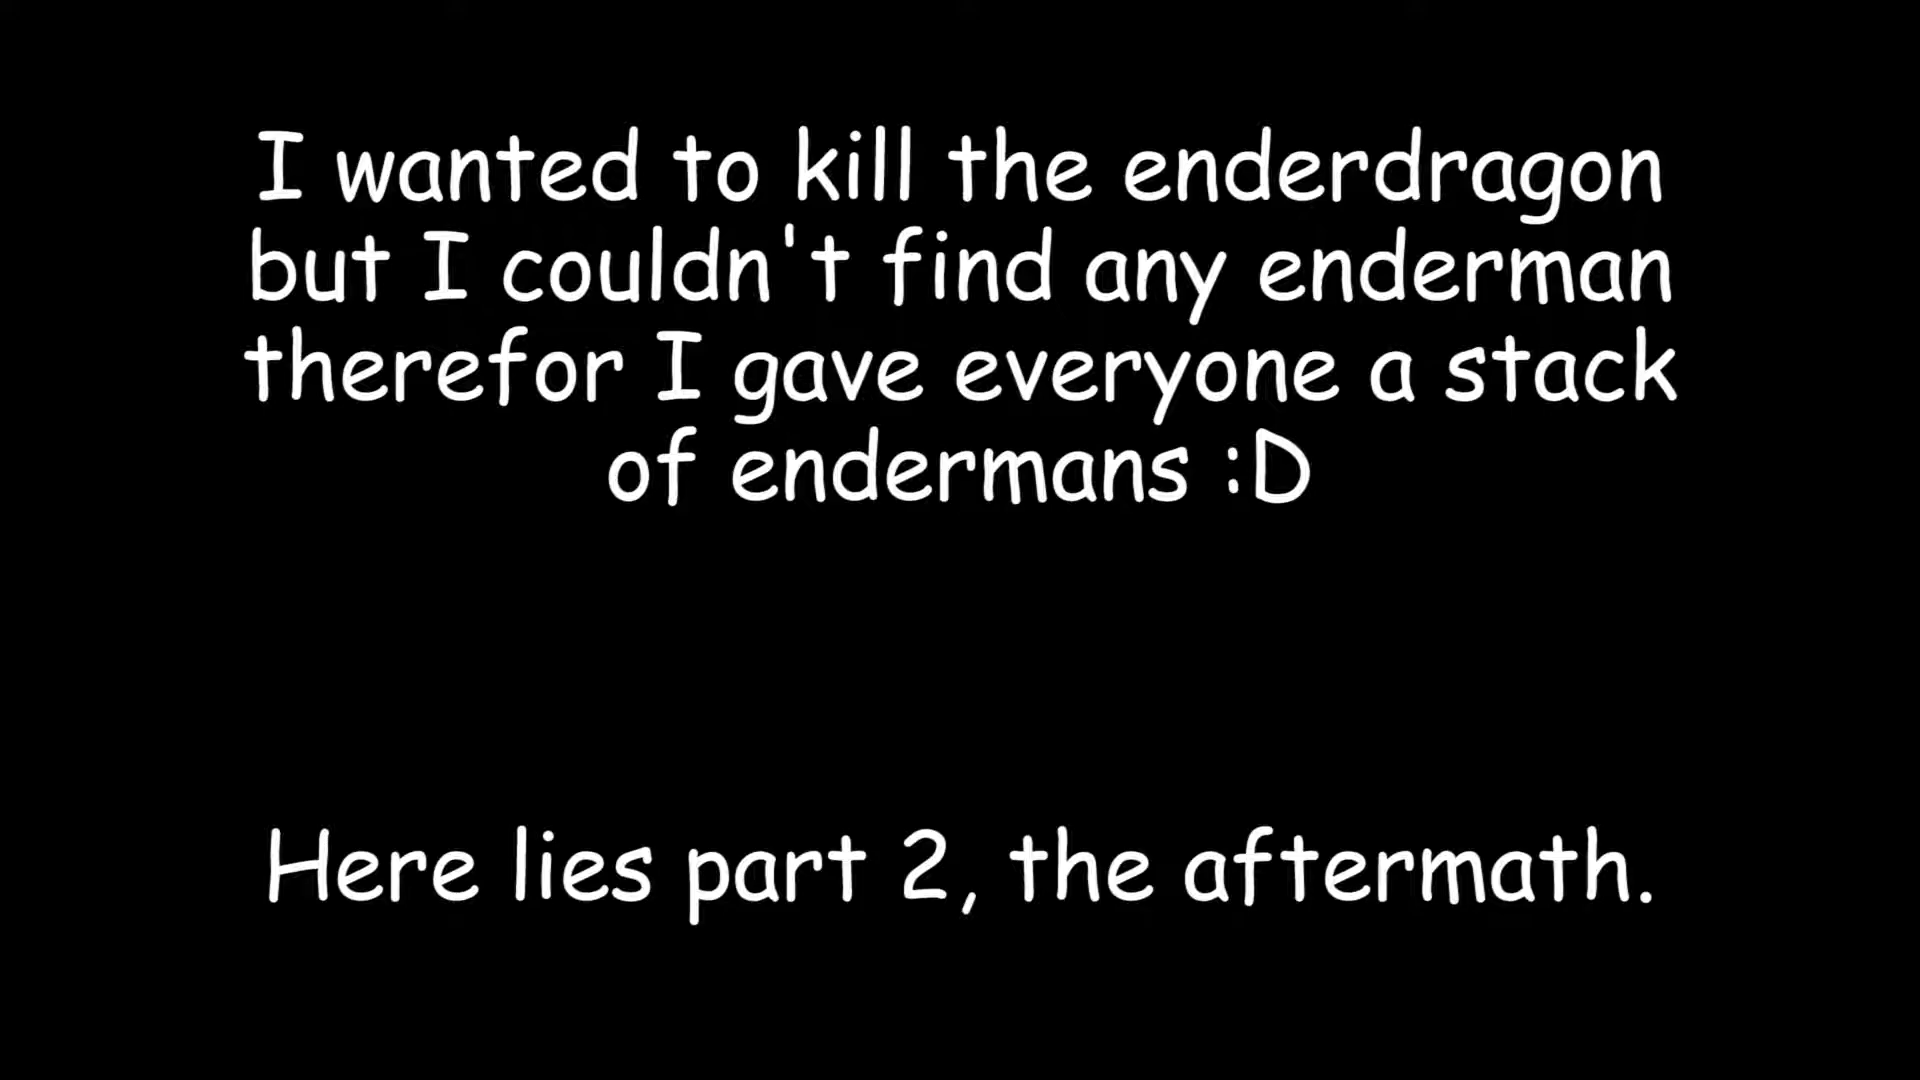 I wanted to kill the enderdragon
but I couldn't find any enderman
therefor I gave everyone a stack
of endermans :D
Here lies part 2, the aftermath.